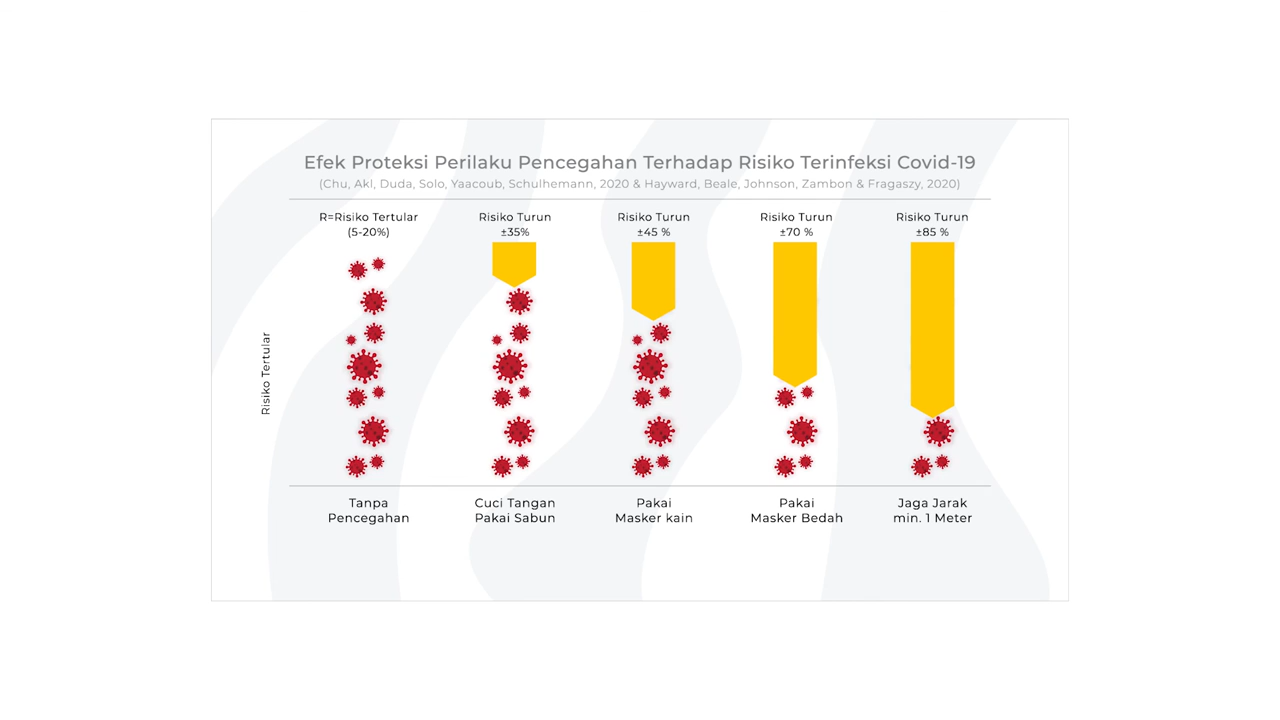 Efek Proteksi Perilaku Pencegahan Terhadap Risiko Terinfeksi Covid-19
(Chu, Akl, Duda, Solo, Yaacoub, Schulhemann, 2020 & Hayward, Beale, Johnson, Zambon & Fragaszy, 2020)
R=Risiko Tertular
(5-20%)
Risiko Turun
±35%
Risiko Turun
±45 %
Risiko Turun
±70 %
Risiko Turun
±85 %
Risiko Tertular
Tanpa
Pencegahan
Cuci Tangan
Pakai Sabun
Pakai
Masker kain
Pakai
Masker Bedah
Jaga Jarak
min. 1 Meter